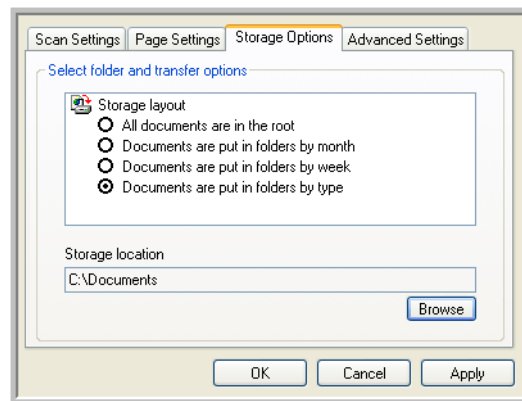 Scan Settings Page Settings Storage Options Advanced Settings
Select folder and transfer options
Storage layout
All documents are in the root
Documents are put in folders by month
Documents are put in folders by week
Documents are put in folders by type
Storage location
C:\Documents
Browse
OK Cancel Apply